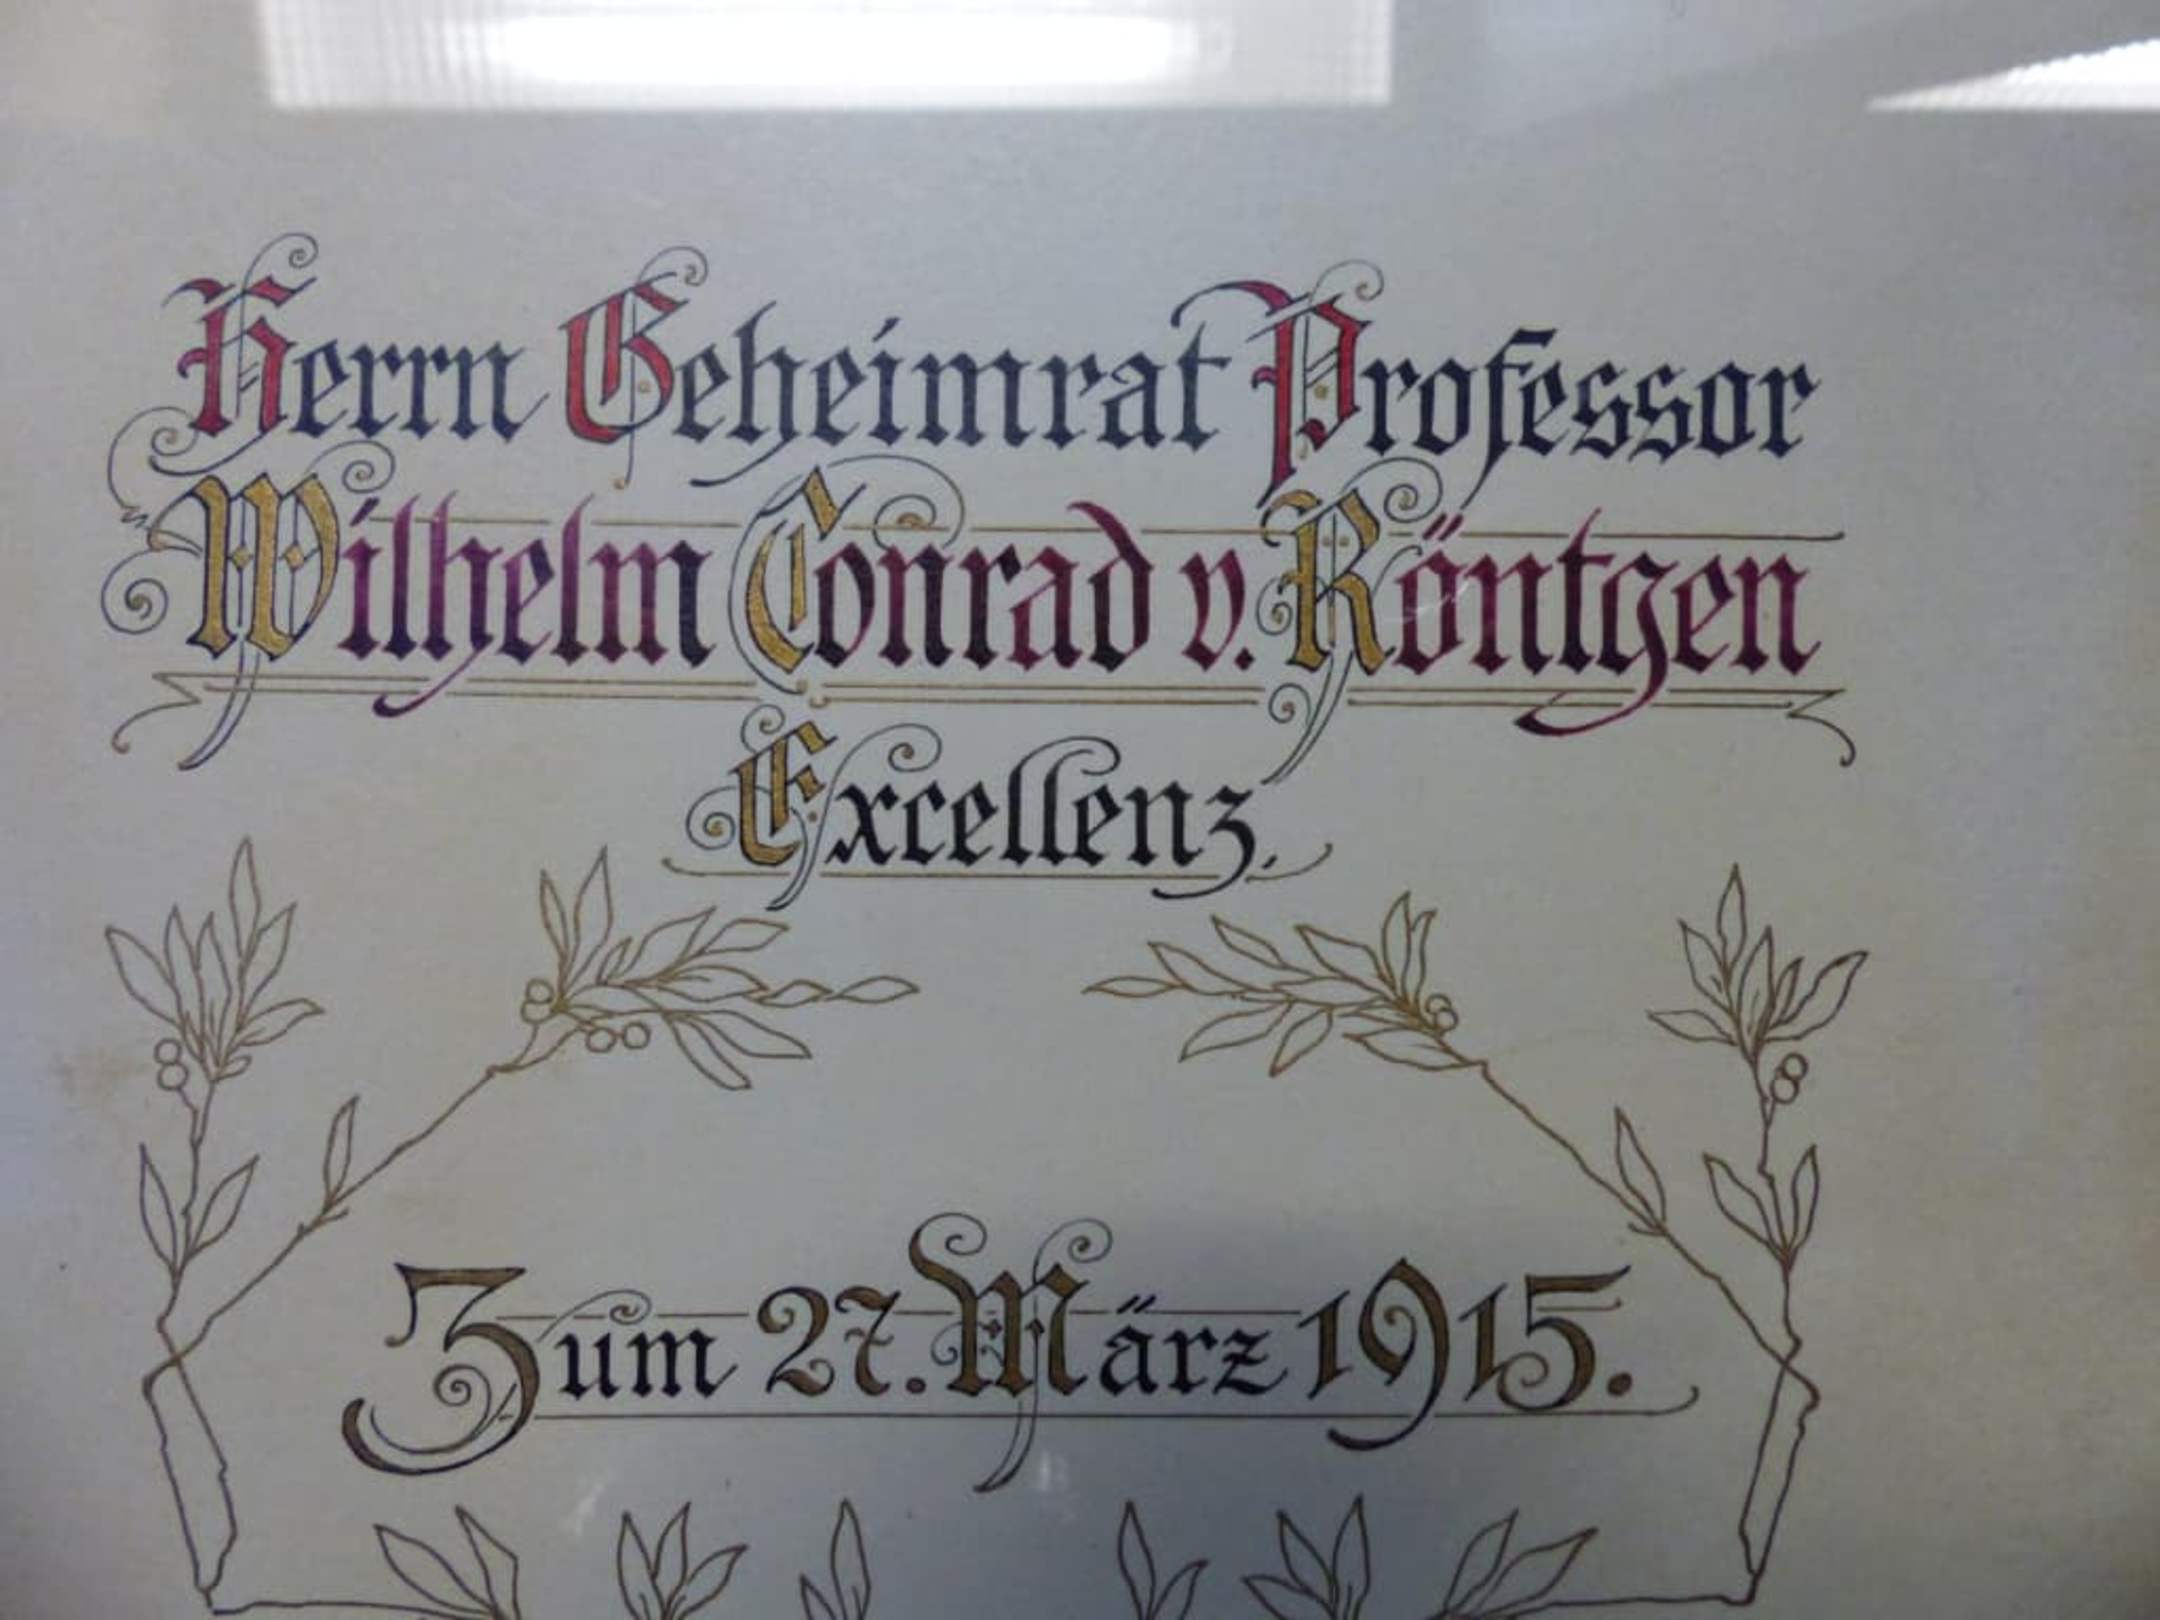 Herrn Geheimrat Professor
Wilhelm Conrad v. Röntgen
Excellenz.
Zum 27. März 1915.